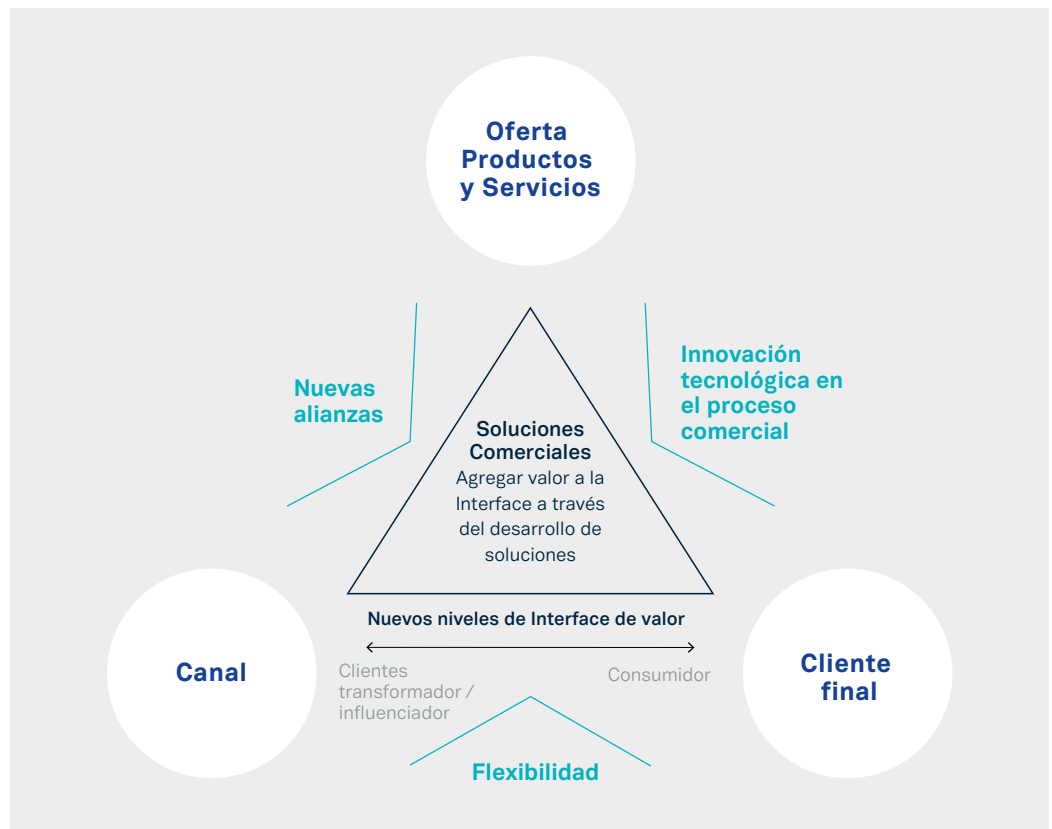 Oferta
Productos
y Servicios
Nuevas
alianzas
Innovación
tecnológica en
el proceso
comercial
Soluciones
Comerciales
Agregar valor a la
Interface a través
del desarrollo de
soluciones
Nuevos niveles de Interface de valor
Canal
Clientes
transformador /
influenciador
Consumidor
Cliente
final
Flexibilidad